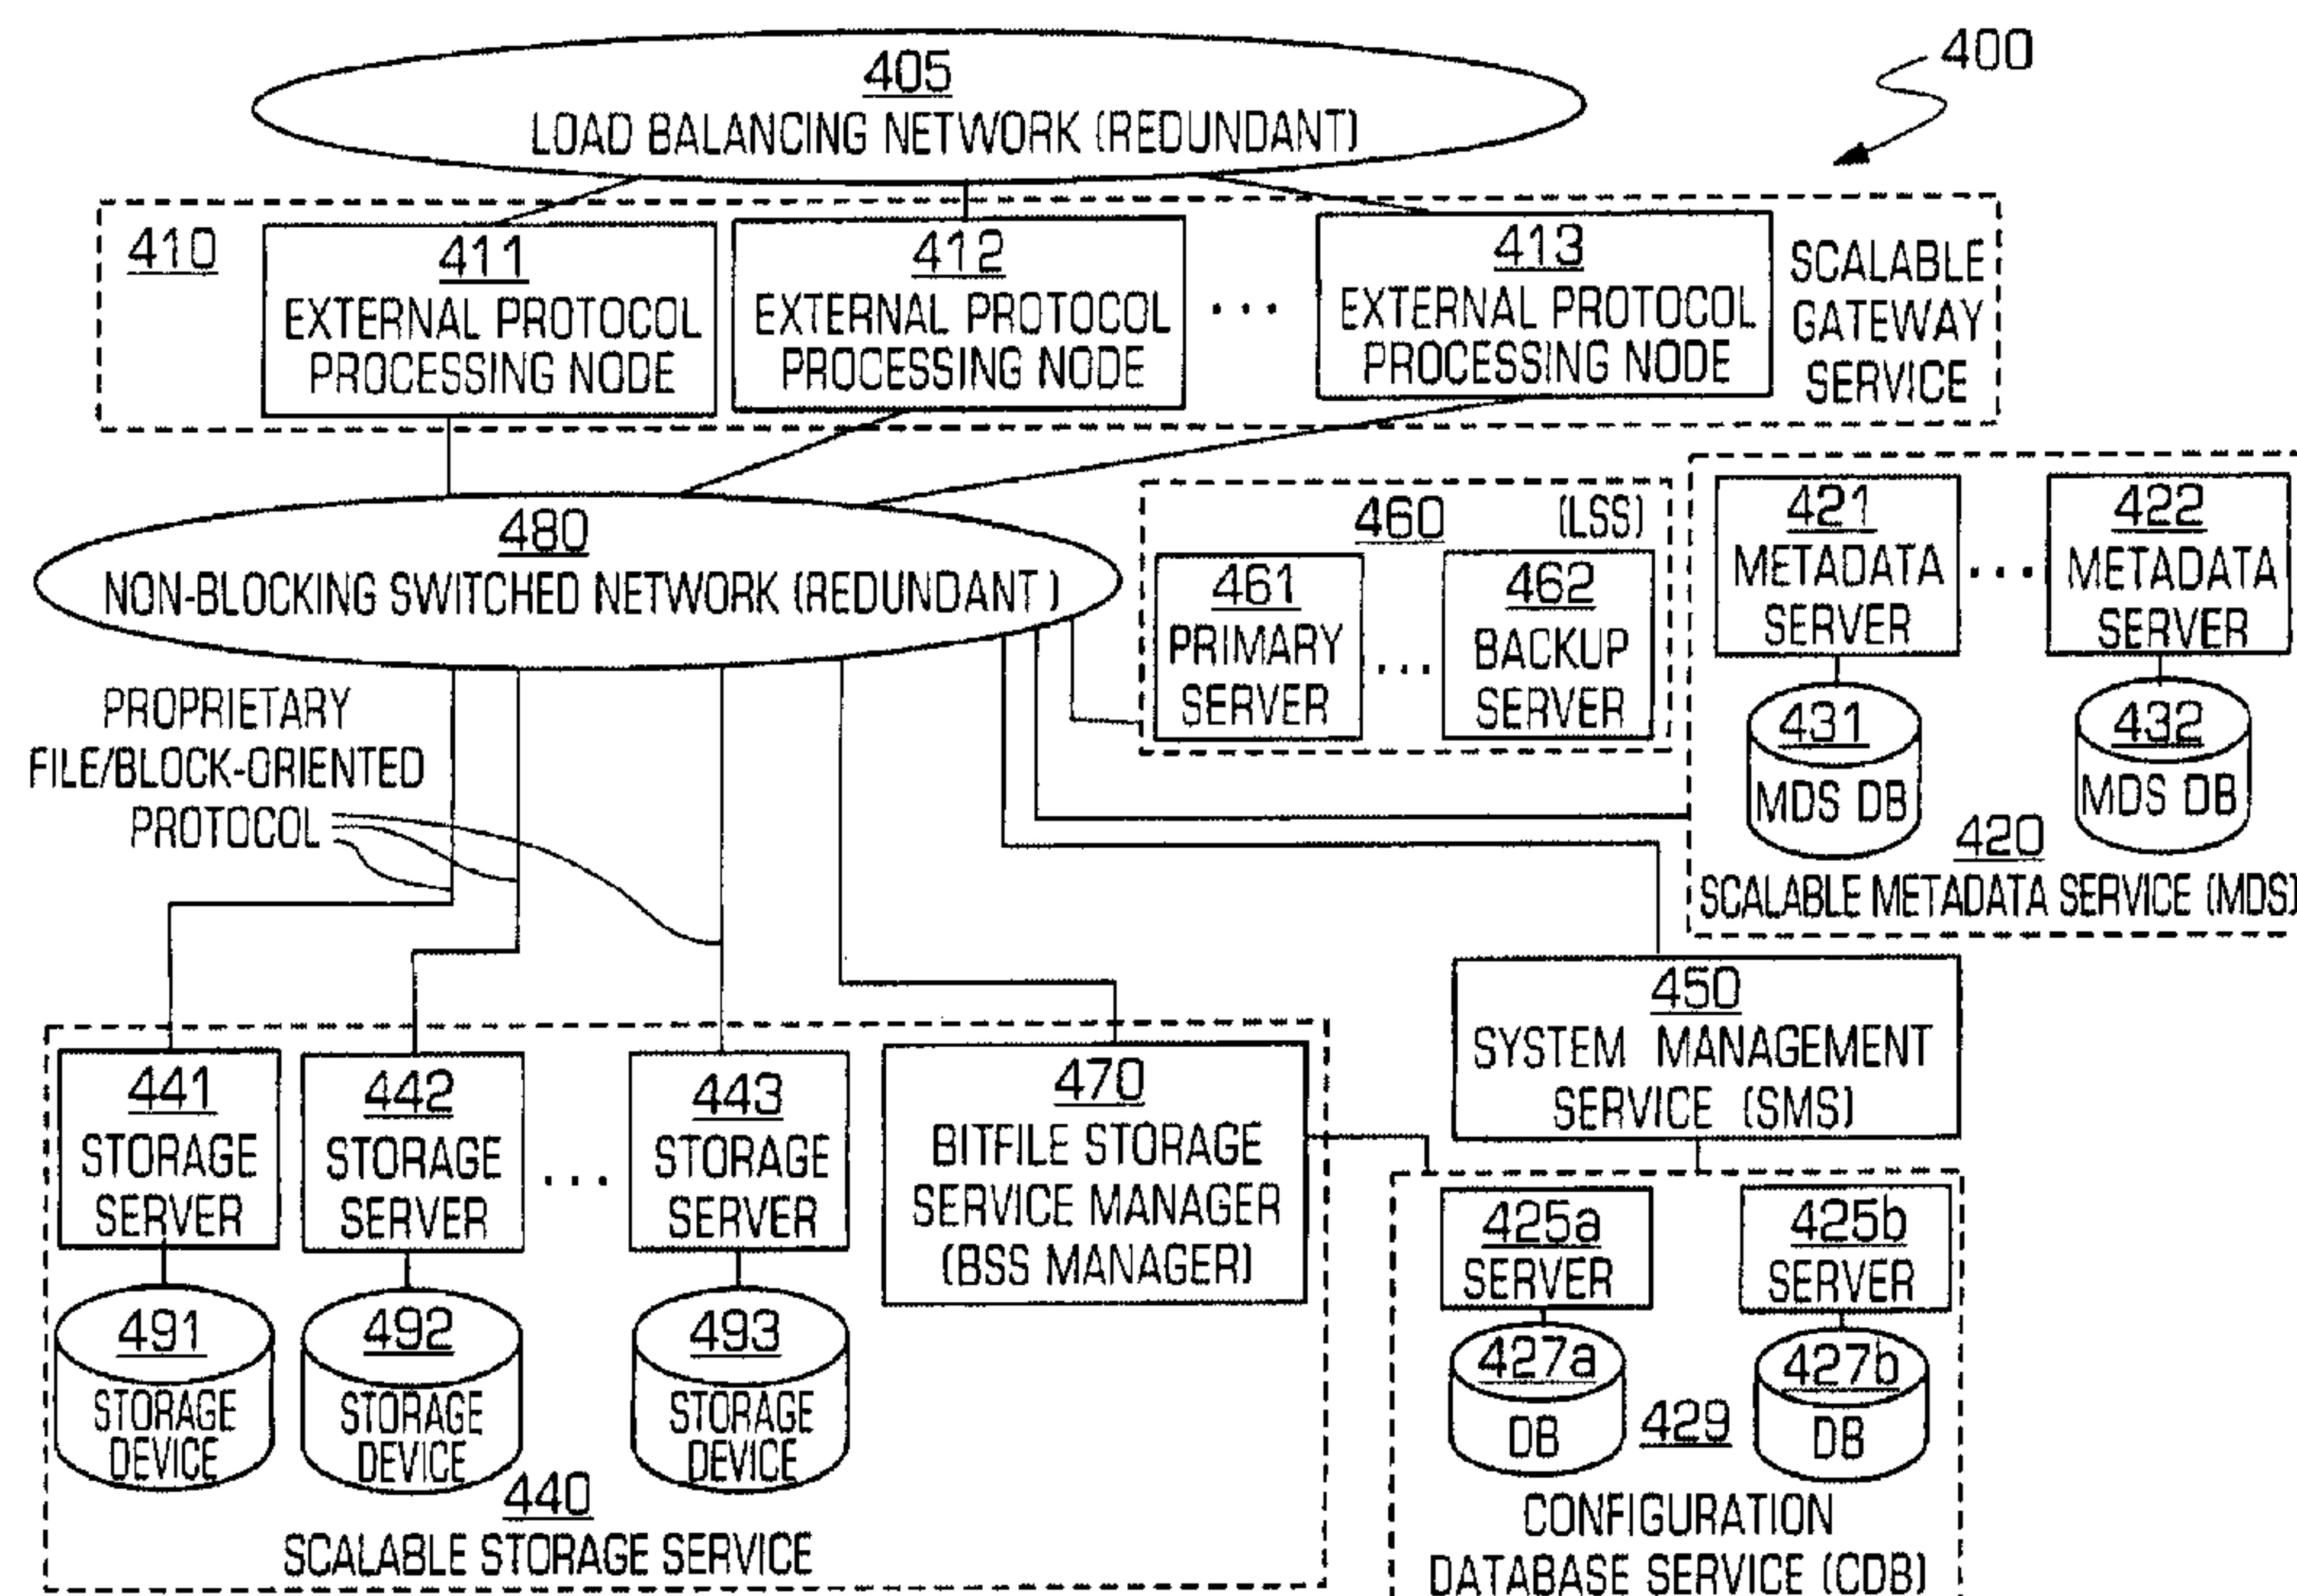 400
405
LOAD BALANCING NETWORK (REDUNDANT)
410
411
EXTERNAL PROTOCOL
PROCESSING NODE
412
EXTERNAL PROTOCOL
PROCESSING NODE
...
413
EXTERNAL PROTOCOL
PROCESSING NODE
SCALABLE
GATEWAY
SERVICE
480
NON-BLOCKING SWITCHED NETWORK (REDUNDANT)
460
(LSS)
461
PRIMARY
SERVER
...
462
BACKUP
SERVER
421
METADATA
SERVER
...
422
METADATA
SERVER
431
MDS DB
432
MDS DB
420
SCALABLE METADATA SERVICE (MDS)
PROPRIETARY
FILE/BLOCK-ORIENTED
PROTOCOL
450
SYSTEM MANAGEMENT
SERVICE (SMS)
441
STORAGE
SERVER
442
STORAGE
SERVER
...
443
STORAGE
SERVER
470
BITFILE STORAGE
SERVICE MANAGER
(BSS MANAGER)
491
STORAGE
DEVICE
492
STORAGE
DEVICE
493
STORAGE
DEVICE
440
SCALABLE STORAGE SERVICE
425a
SERVER
425b
SERVER
427a
DB
427b
DB
429
CONFIGURATION
DATABASE SERVICE (CDB)